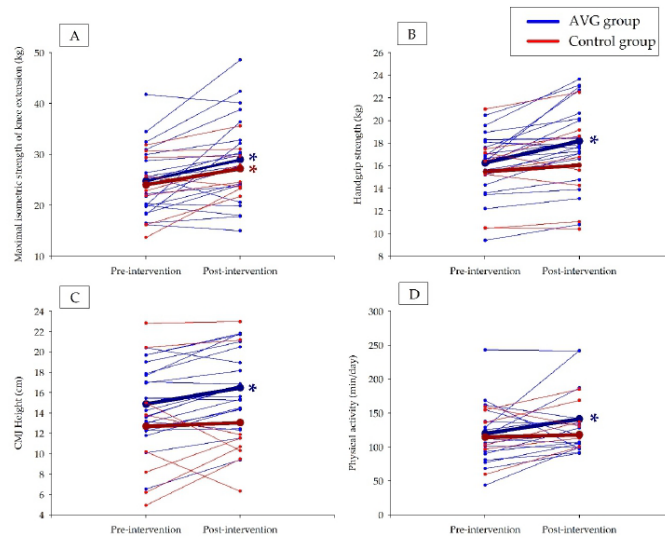 AVG group
Control group
A
Maximal isometric strength of knee extension (kg)
50
40
30
20
10
*
*
Pre-intervention
Post-intervention
B
Handgrip strength (kg)
26
24
22
20
18
16
14
12
10
8
*
Pre-intervention
Post-intervention
C
CMJ Height (cm)
24
22
20
18
16
14
12
10
8
6
4
*
Pre-intervention
Post-intervention
D
Physical activity (min/day)
300
250
200
150
100
50
0
*
Pre-intervention
Post-intervention